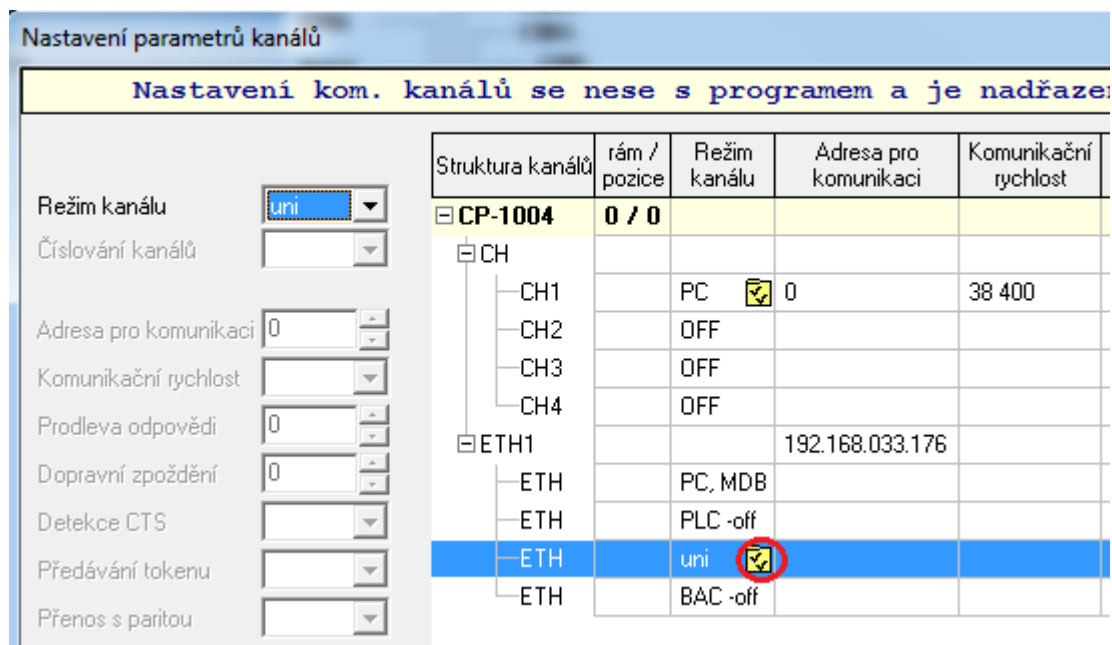 Nastavení parametrů kanálů
Nastavení kom. kanálů se nese s programem a je nadřaze
Režim kanálu uni
Číslování kanálů
Adresa pro komunikaci 0
Komunikační rychlost
Prodleva odpovědi 0
Dopravní zpoždění 0
Detekce CTS
Předávání tokenu
Přenos s paritou
Struktura kanálů rám / pozice Režim kanálu Adresa pro komunikaci Komunikační rychlost
CP-1004 0 / 0
CH
CH1 PC 0 38 400
CH2 OFF
CH3 OFF
CH4 OFF
ETH1 192.168.033.176
ETH PC, MDB
ETH PLC -off
ETH uni
ETH BAC -off